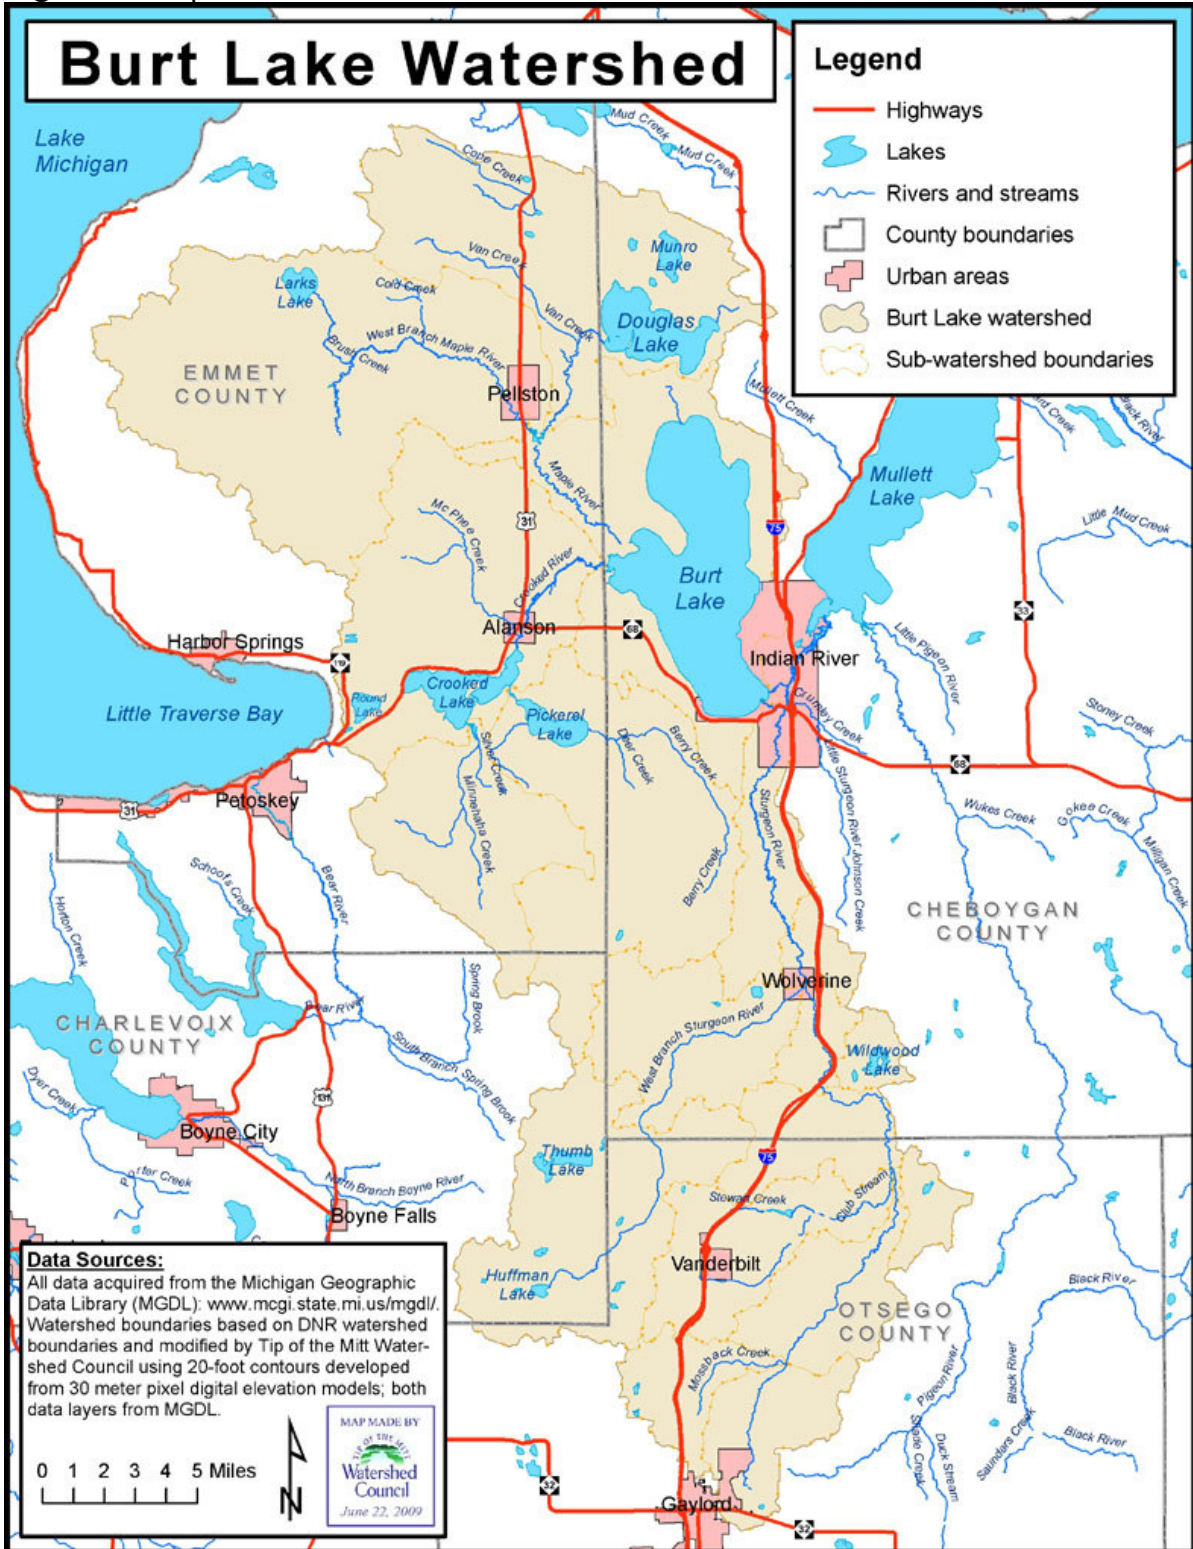 Burt Lake Watershed
Legend
Highways
Lakes
Rivers and streams
County boundaries
Urban areas
Burt Lake watershed
Sub-watershed boundaries
Lake
Michigan
Mud Creek
Mud Creek
Cope Creek
Van Creek
Munro
Lake
Larks
Lake
Cold Creek
Van Creek
Douglas
Lake
West Branch Maple River
Brush Creek
EMMET
COUNTY
Pellston
Mullett Creek
Black River
Mullett
Lake
Maple River
Mc Phee Creek
31
75
Little Mud Creek
Crooked River
Burt
Lake
33
Alanson
68
Harbor Springs
Little Pigeon River
119
Indian River
Crooked
Lake
Round
Lake
Crumley Creek
Little Traverse Bay
Pickerel
Lake
Stoney Creek
Silver Creek
Deer Creek
Berry Creek
Little Sturgeon River
68
Minnehaha Creek
Sturgeon River
Petoskey
31
Wukes Creek
Gokee Creek
Milligan Creek
Schoofs Creek
Bear River
Berry Creek
Johnson Creek
Horton Creek
CHEBOYGAN
COUNTY
Wolverine
Spring Brook
Bear River
CHARLEVOIX
COUNTY
West Branch Sturgeon River
South Branch Spring Brook
Wildwood
Lake
Dyer Creek
131
Boyne City
Thumb
Lake
75
Porter Creek
North Branch Boyne River
Stewart Creek
Club Stream
Boyne Falls
Vanderbilt
Huffman
Lake
Black River
OTSEGO
COUNTY
Mossback Creek
Pigeon River
Black River
Saunders Creek
Black River
Duck Stream
32
Gaylord
32
Data Sources:
All data acquired from the Michigan Geographic
Data Library (MGDL): www.mcgi.state.mi.us/mgdl/.
Watershed boundaries based on DNR watershed
boundaries and modified by Tip of the Mitt Water-
shed Council using 20-foot contours developed
from 30 meter pixel digital elevation models; both
data layers from MGDL.
0 1 2 3 4 5 Miles
N
MAP MADE BY
TIP OF THE MITT
Watershed
Council
June 22, 2009